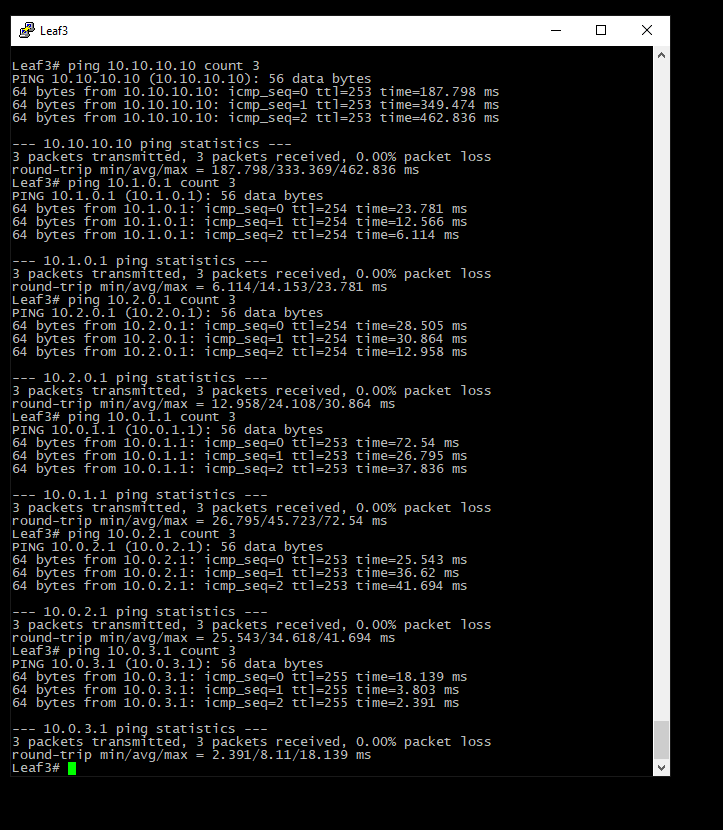 Leaf3
Leaf3# ping 10.10.10.10 count 3
PING 10.10.10.10 (10.10.10.10): 56 data bytes
64 bytes from 10.10.10.10: icmp_seq=0 ttl=253 time=187.798 ms
64 bytes from 10.10.10.10: icmp_seq=1 ttl=253 time=349.474 ms
64 bytes from 10.10.10.10: icmp_seq=2 ttl=253 time=462.836 ms
--- 10.10.10.10 ping statistics ---
3 packets transmitted, 3 packets received, 0.00% packet loss
round-trip min/avg/max = 187.798/333.369/462.836 ms
Leaf3# ping 10.1.0.1 count 3
PING 10.1.0.1 (10.1.0.1): 56 data bytes
64 bytes from 10.1.0.1: icmp_seq=0 ttl=254 time=23.781 ms
64 bytes from 10.1.0.1: icmp_seq=1 ttl=254 time=12.566 ms
64 bytes from 10.1.0.1: icmp_seq=2 ttl=254 time=6.114 ms
--- 10.1.0.1 ping statistics ---
3 packets transmitted, 3 packets received, 0.00% packet loss
round-trip min/avg/max = 6.114/14.153/23.781 ms
Leaf3# ping 10.2.0.1 count 3
PING 10.2.0.1 (10.2.0.1): 56 data bytes
64 bytes from 10.2.0.1: icmp_seq=0 ttl=254 time=28.505 ms
64 bytes from 10.2.0.1: icmp_seq=1 ttl=254 time=30.864 ms
64 bytes from 10.2.0.1: icmp_seq=2 ttl=254 time=12.958 ms
--- 10.2.0.1 ping statistics ---
3 packets transmitted, 3 packets received, 0.00% packet loss
round-trip min/avg/max = 12.958/24.108/30.864 ms
Leaf3# ping 10.0.1.1 count 3
PING 10.0.1.1 (10.0.1.1): 56 data bytes
64 bytes from 10.0.1.1: icmp_seq=0 ttl=253 time=72.54 ms
64 bytes from 10.0.1.1: icmp_seq=1 ttl=253 time=26.795 ms
64 bytes from 10.0.1.1: icmp_seq=2 ttl=253 time=37.836 ms
--- 10.0.1.1 ping statistics ---
3 packets transmitted, 3 packets received, 0.00% packet loss
round-trip min/avg/max = 26.795/45.723/72.54 ms
Leaf3# ping 10.0.2.1 count 3
PING 10.0.2.1 (10.0.2.1): 56 data bytes
64 bytes from 10.0.2.1: icmp_seq=0 ttl=253 time=25.543 ms
64 bytes from 10.0.2.1: icmp_seq=1 ttl=253 time=36.62 ms
64 bytes from 10.0.2.1: icmp_seq=2 ttl=253 time=41.694 ms
--- 10.0.2.1 ping statistics ---
3 packets transmitted, 3 packets received, 0.00% packet loss
round-trip min/avg/max = 25.543/34.618/41.694 ms
Leaf3# ping 10.0.3.1 count 3
PING 10.0.3.1 (10.0.3.1): 56 data bytes
64 bytes from 10.0.3.1: icmp_seq=0 ttl=255 time=18.139 ms
64 bytes from 10.0.3.1: icmp_seq=1 ttl=255 time=3.803 ms
64 bytes from 10.0.3.1: icmp_seq=2 ttl=255 time=2.391 ms
--- 10.0.3.1 ping statistics ---
3 packets transmitted, 3 packets received, 0.00% packet loss
round-trip min/avg/max = 2.391/8.11/18.139 ms
Leaf3#